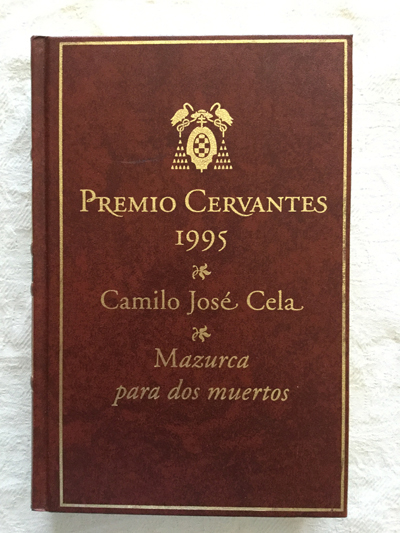 PREMIO CERVANTES
1995
Camilo José Cela
Mazurca
para dos muertos